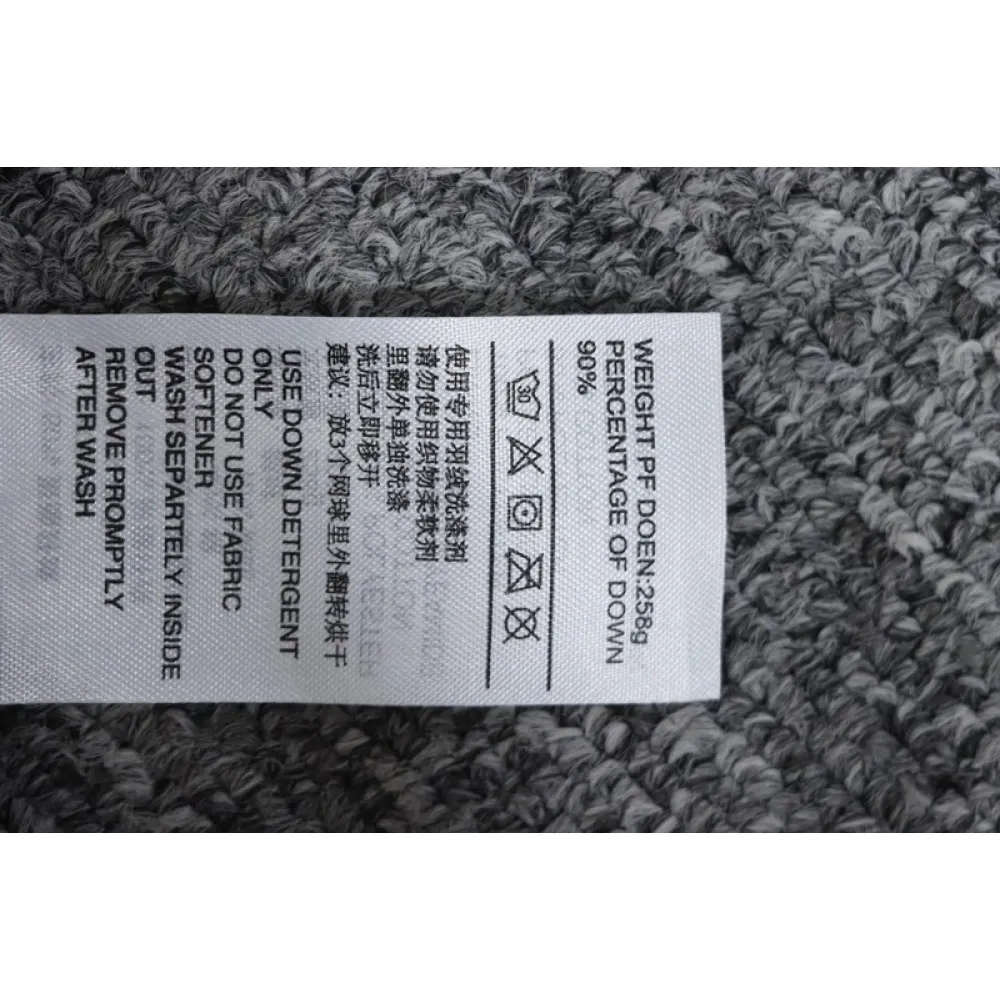 WEIGHT PF DOEN:258g
PERCENTAGE OF DOWN
90%
30
使用专用羽绒洗涤剂
请勿使用织物柔软剂
里翻外单独洗涤
洗后立即移开
建议：放3个网球里外翻转烘干
USE DOWN DETERGENT
ONLY
DO NOT USE FABRIC
SOFTENER
WASH SEPARTELY INSIDE
OUT
REMOVE PROMPTLY
AFTER WASH